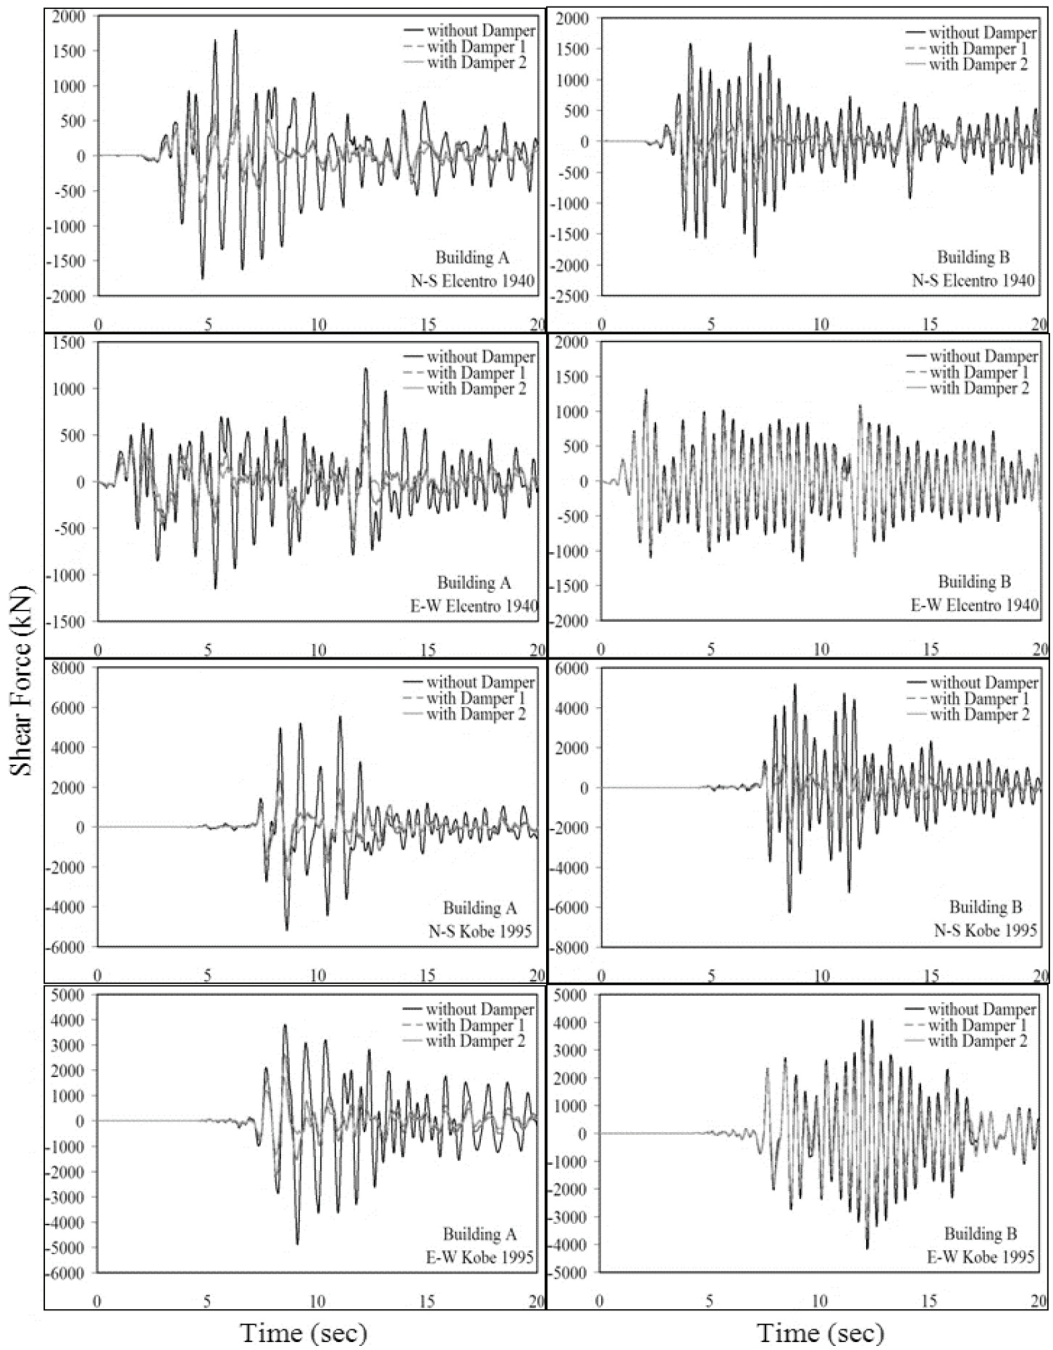 Shear Force (kN)
2000
1500
1000
500
0
-500
-1000
-1500
-2000
without Damper
with Damper 1
with Damper 2
Building A
N-S Elcentro 1940
0 5 10 15 20
2000
1500
1000
500
0
-500
-1000
-1500
-2000
-2500
without Damper
with Damper 1
with Damper 2
Building B
N-S Elcentro 1940
0 5 10 15 20
1500
1000
500
0
-500
-1000
-1500
without Damper
with Damper 1
with Damper 2
Building A
E-W Elcentro 1940
0 5 10 15 20
2000
1500
1000
500
0
-500
-1000
-1500
-2000
without Damper
with Damper 1
with Damper 2
Building B
E-W Elcentro 1940
0 5 10 15 20
8000
6000
4000
2000
0
-2000
-4000
-6000
without Damper
with Damper 1
with Damper 2
Building A
N-S Kobe 1995
0 5 10 15 20
6000
4000
2000
0
-2000
-4000
-6000
-8000
without Damper
with Damper 1
with Damper 2
Building B
N-S Kobe 1995
0 5 10 15 20
5000
4000
3000
2000
1000
0
-1000
-2000
-3000
-4000
-5000
-6000
without Damper
with Damper 1
with Damper 2
Building A
E-W Kobe 1995
0 5 10 15 20
5000
4000
3000
2000
1000
0
-1000
-2000
-3000
-4000
-5000
without Damper
with Damper 1
with Damper 2
Building B
E-W Kobe 1995
0 5 10 15 20
Time (sec)
Time (sec)